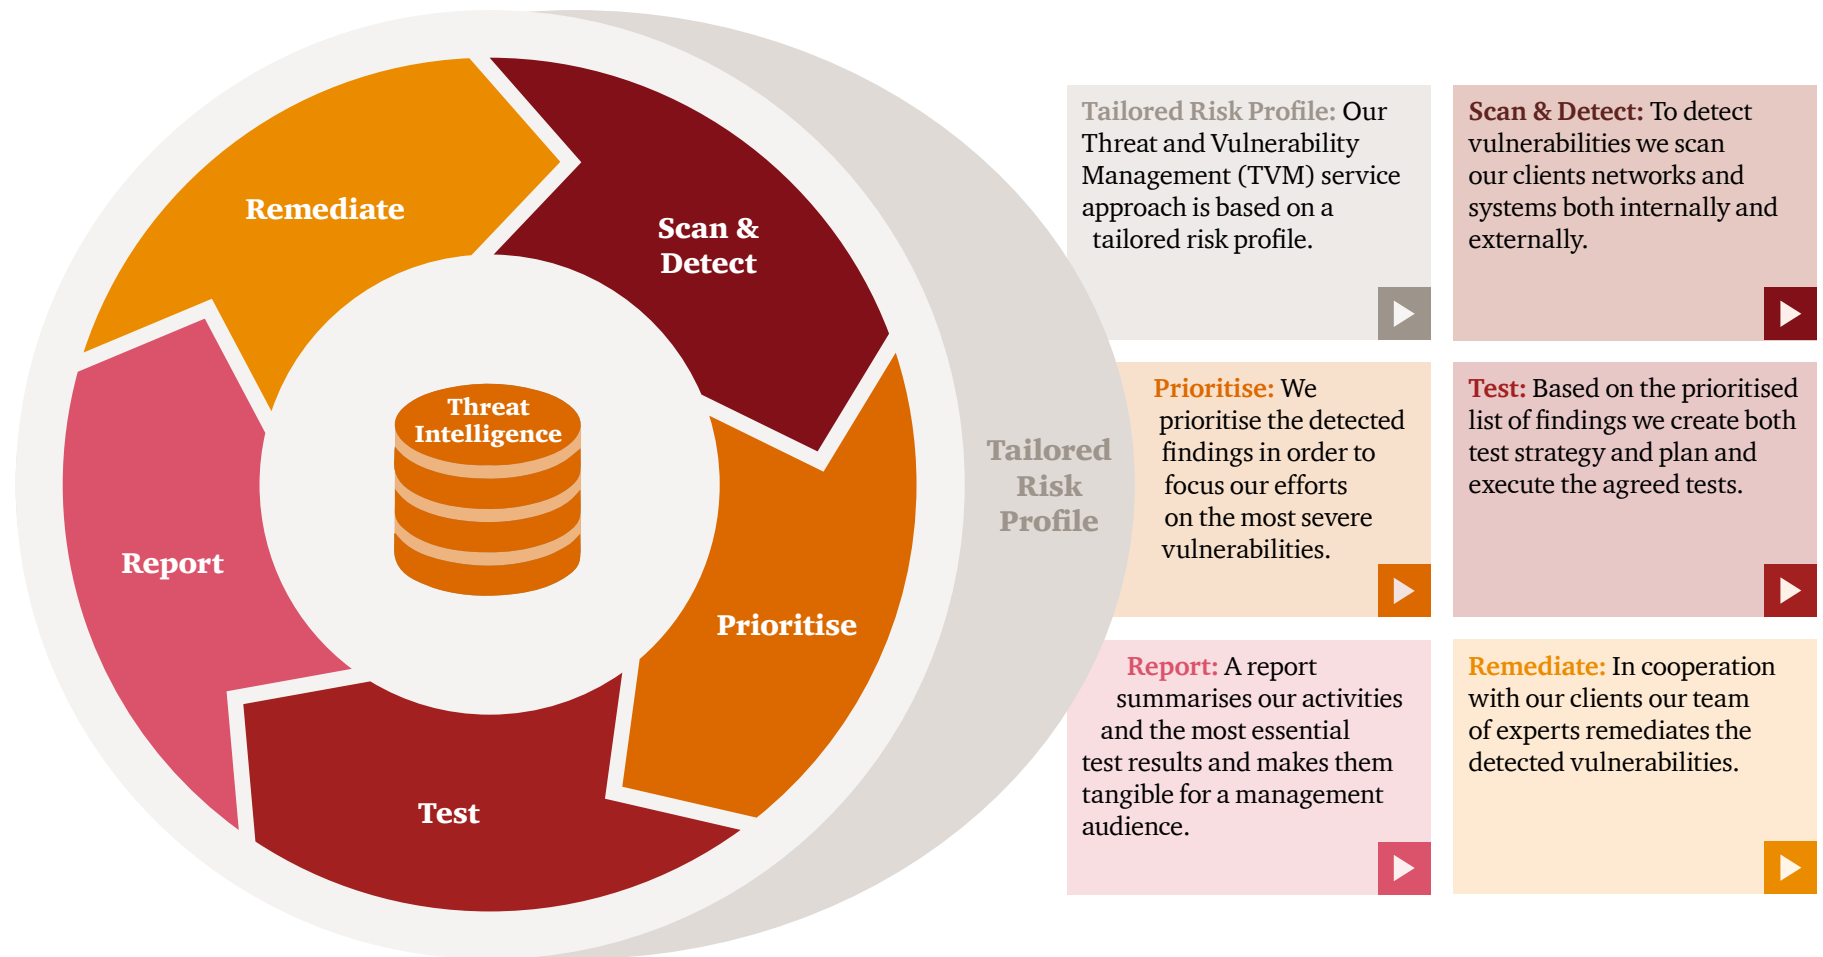 Remediate
Scan &
Detect
Threat
Intelligence
Report
Prioritise
Test
Tailored
Risk
Profile
Tailored Risk Profile: Our
Threat and Vulnerability
Management (TVM) service
approach is based on a
tailored risk profile.
Scan & Detect: To detect
vulnerabilities we scan
our clients networks and
systems both internally and
externally.
Prioritise: We
prioritise the detected
findings in order to
focus our efforts
on the most severe
vulnerabilities.
Test: Based on the prioritised
list of findings we create both
test strategy and plan and
execute the agreed tests.
Report: A report
summarises our activities
and the most essential
test results and makes them
tangible for a management
audience.
Remediate: In cooperation
with our clients our team
of experts remediates the
detected vulnerabilities.